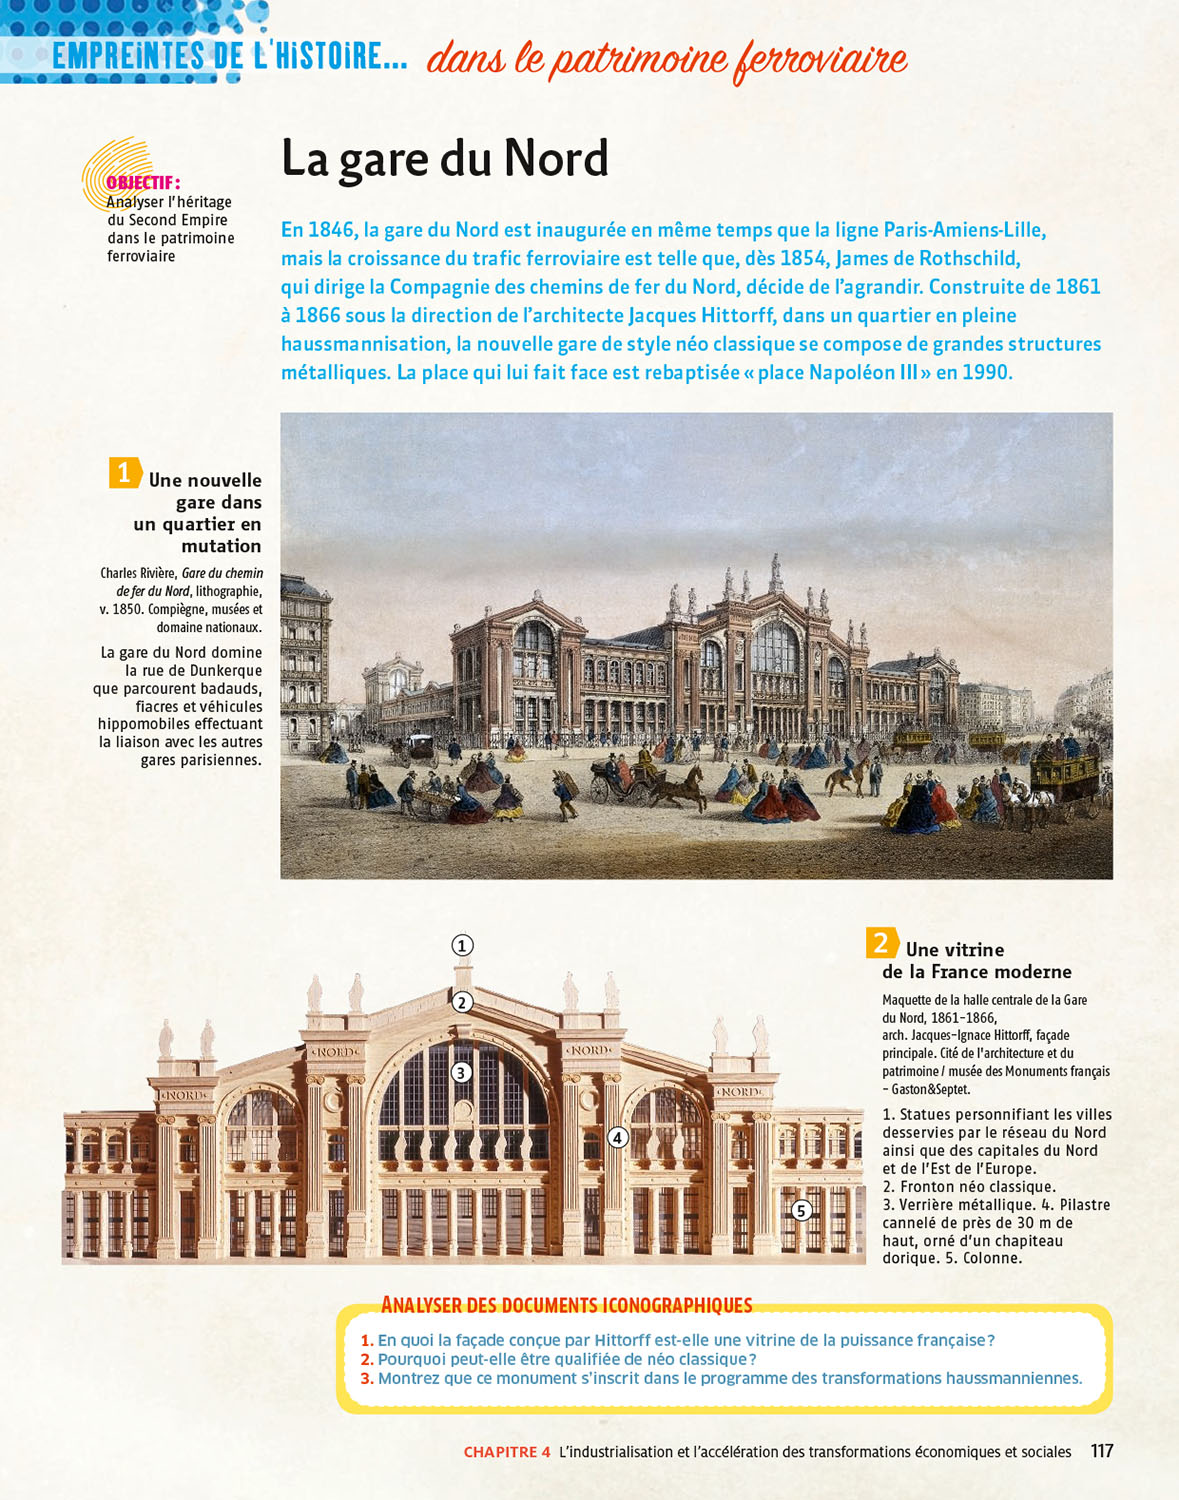 EMPREINTES DE L'HISTOIRE... dans le patrimoine ferroviaire
OBJECTIF :
Analyser l'héritage
du Second Empire
dans le patrimoine
ferroviaire
La gare du Nord
En 1846, la gare du Nord est inaugurée en même temps que la ligne Paris-Amiens-Lille,
mais la croissance du trafic ferroviaire est telle que, dès 1854, James de Rothschild,
qui dirige la Compagnie des chemins de fer du Nord, décide de l'agrandir. Construite de 1861
à 1866 sous la direction de l'architecte Jacques Hittorff, dans un quartier en pleine
haussmannisation, la nouvelle gare de style néo classique se compose de grandes structures
métalliques. La place qui lui fait face est rebaptisée « place Napoléon III » en 1990.
1 Une nouvelle
gare dans
un quartier en
mutation
Charles Rivière, Gare du chemin
de fer du Nord, lithographie,
v. 1850. Compiègne, musées et
domaine nationaux.
La gare du Nord domine
la rue de Dunkerque
que parcourent badauds,
fiacres et véhicules
hippomobiles effectuant
la liaison avec les autres
gares parisiennes.
1
2
3
4
5
NORD
NORD
NORD
NORD
2 Une vitrine
de la France moderne
Maquette de la halle centrale de la Gare
du Nord, 1861-1866,
arch. Jacques-Ignace Hittorff, façade
principale. Cité de l'architecture et du
patrimoine / musée des Monuments français
- Gaston&Septet.
1. Statues personnifiant les villes
desservies par le réseau du Nord
ainsi que des capitales du Nord
et de l'Est de l'Europe.
2. Fronton néo classique.
3. Verrière métallique. 4. Pilastre
cannelé de près de 30 m de
haut, orné d'un chapiteau
dorique. 5. Colonne.
ANALYSER DES DOCUMENTS ICONOGRAPHIQUES
1. En quoi la façade conçue par Hittorff est-elle une vitrine de la puissance française ?
2. Pourquoi peut-elle être qualifiée de néo classique ?
3. Montrez que ce monument s'inscrit dans le programme des transformations haussmanniennes.
CHAPITRE 4 L'industrialisation et l'accélération des transformations économiques et sociales 117